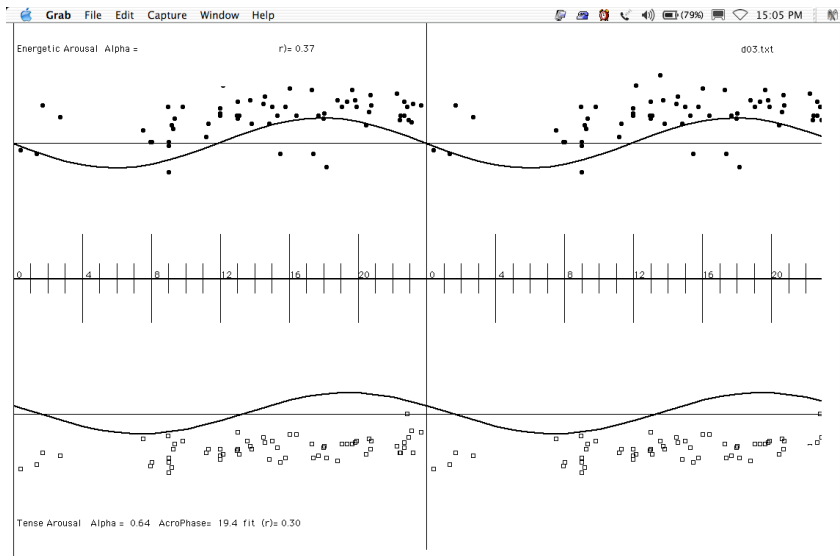 Grab File Edit Capture Window Help (79%) 15:05 PM
Energetic Arousal Alpha = r)= 0.37 d03.txt
0 4 8 12 16 20 0 4 8 12 16 20
Tense Arousal Alpha = 0.64 AcroPhase= 19.4 fit (r)= 0.30